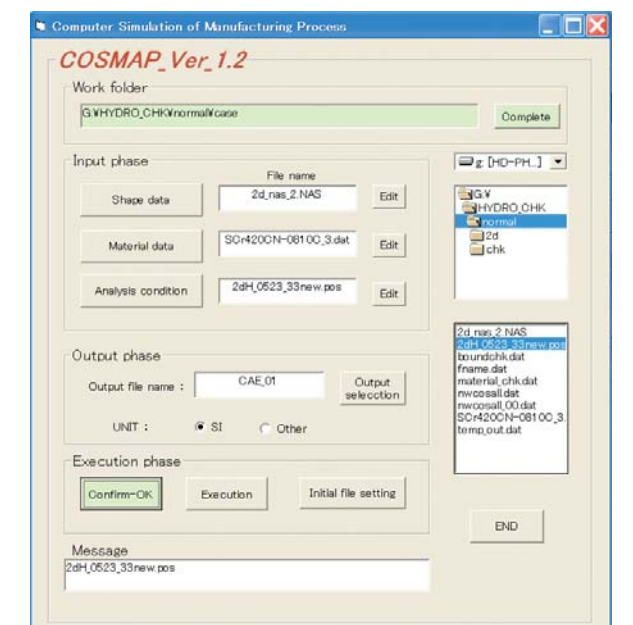 Computer Simulation of Manufacturing Process
COSMAP_Ver_1.2
Work folder
G:¥HYDRO_CHK¥normal¥case
Complete
Input phase
File name
Shape data
2d_nas_2.NAS
Edit
Material data
SCr420CN-0810C_3.dat
Edit
Analysis condition
2dH_0523_33new.pos
Edit
g: [HD-PH...]
G:¥
HYDRO_CHK
normal
2d
chk
Output phase
Output file name :
CAE_01
Output
selecction
UNIT :
SI
Other
2d_nas_2.NAS
2dH_0523_33new.pos
boundchk.dat
fname.dat
material_chk.dat
nwcosall.dat
nwcosall_00.dat
SCr420CN-0810C_3.
temp_out.dat
Execution phase
Confirm-OK
Execution
Initial file setting
END
Message
2dH_0523_33new.pos